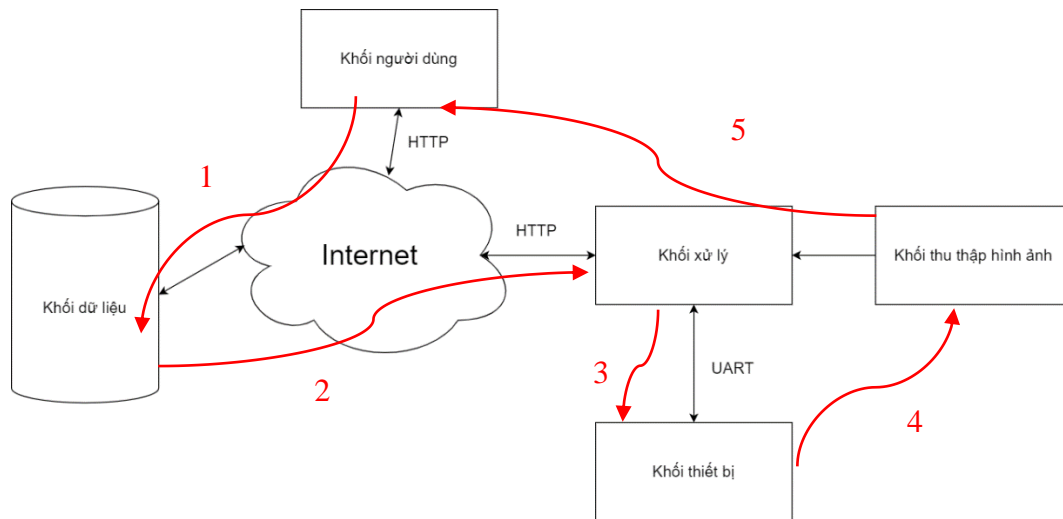 Khối người dùng
5
HTTP
1
Internet
HTTP
Khối xử lý
Khối thu thập hình ảnh
Khối dữ liệu
2
3
UART
4
Khối thiết bị